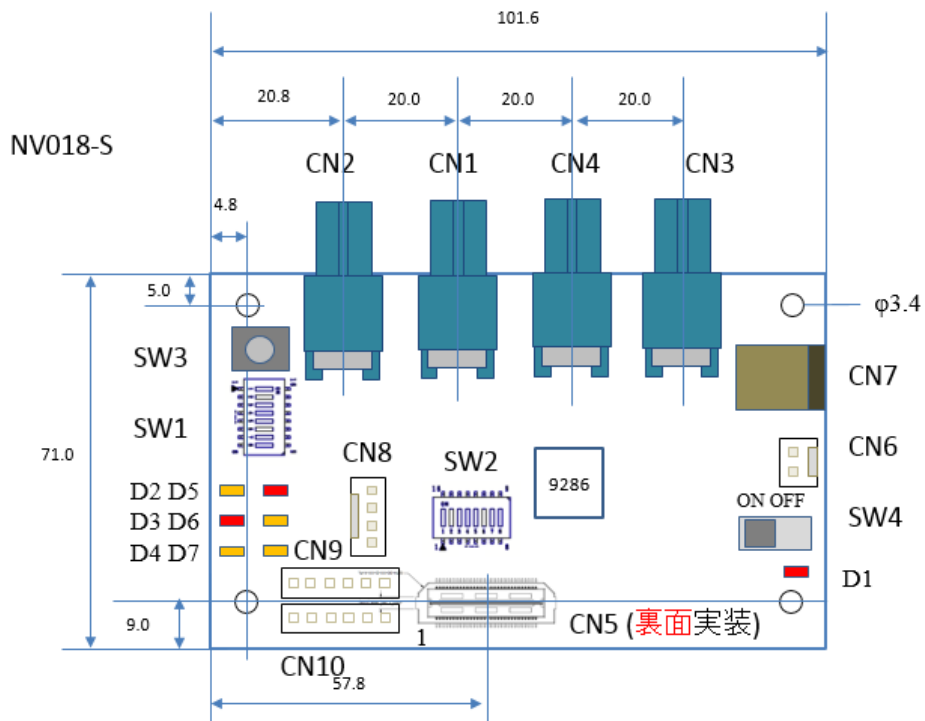 101.6
20.8
20.0
20.0
20.0
NV018-S
CN2
CN1
CN4
CN3
4.8
5.0
φ3.4
SW3
CN7
SW1
71.0
CN8
SW2
CN6
9286
D2 D5
ON OFF
D3 D6
SW4
D4 D7
CN9
D1
9.0
1
CN5 (裏面実装)
CN10
57.8